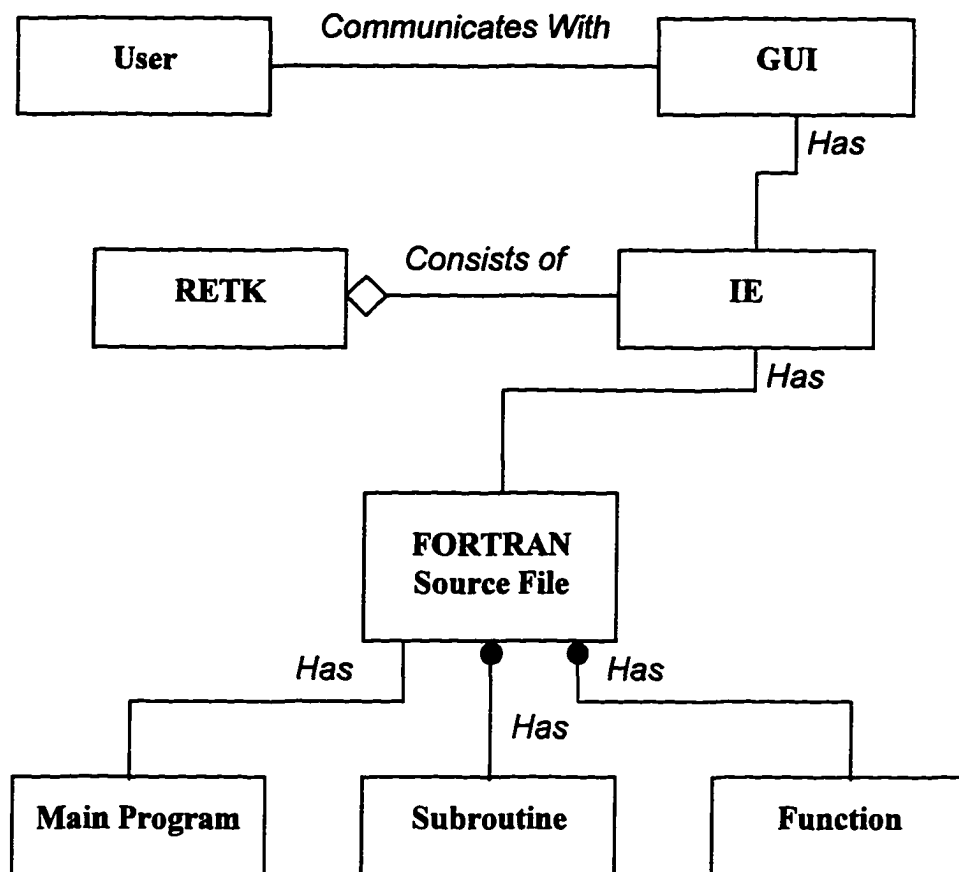 Communicates With
User
GUI
Has
Consists of
RETK
IE
Has
FORTRAN
Source File
Has
Has
Has
Main Program
Subroutine
Function